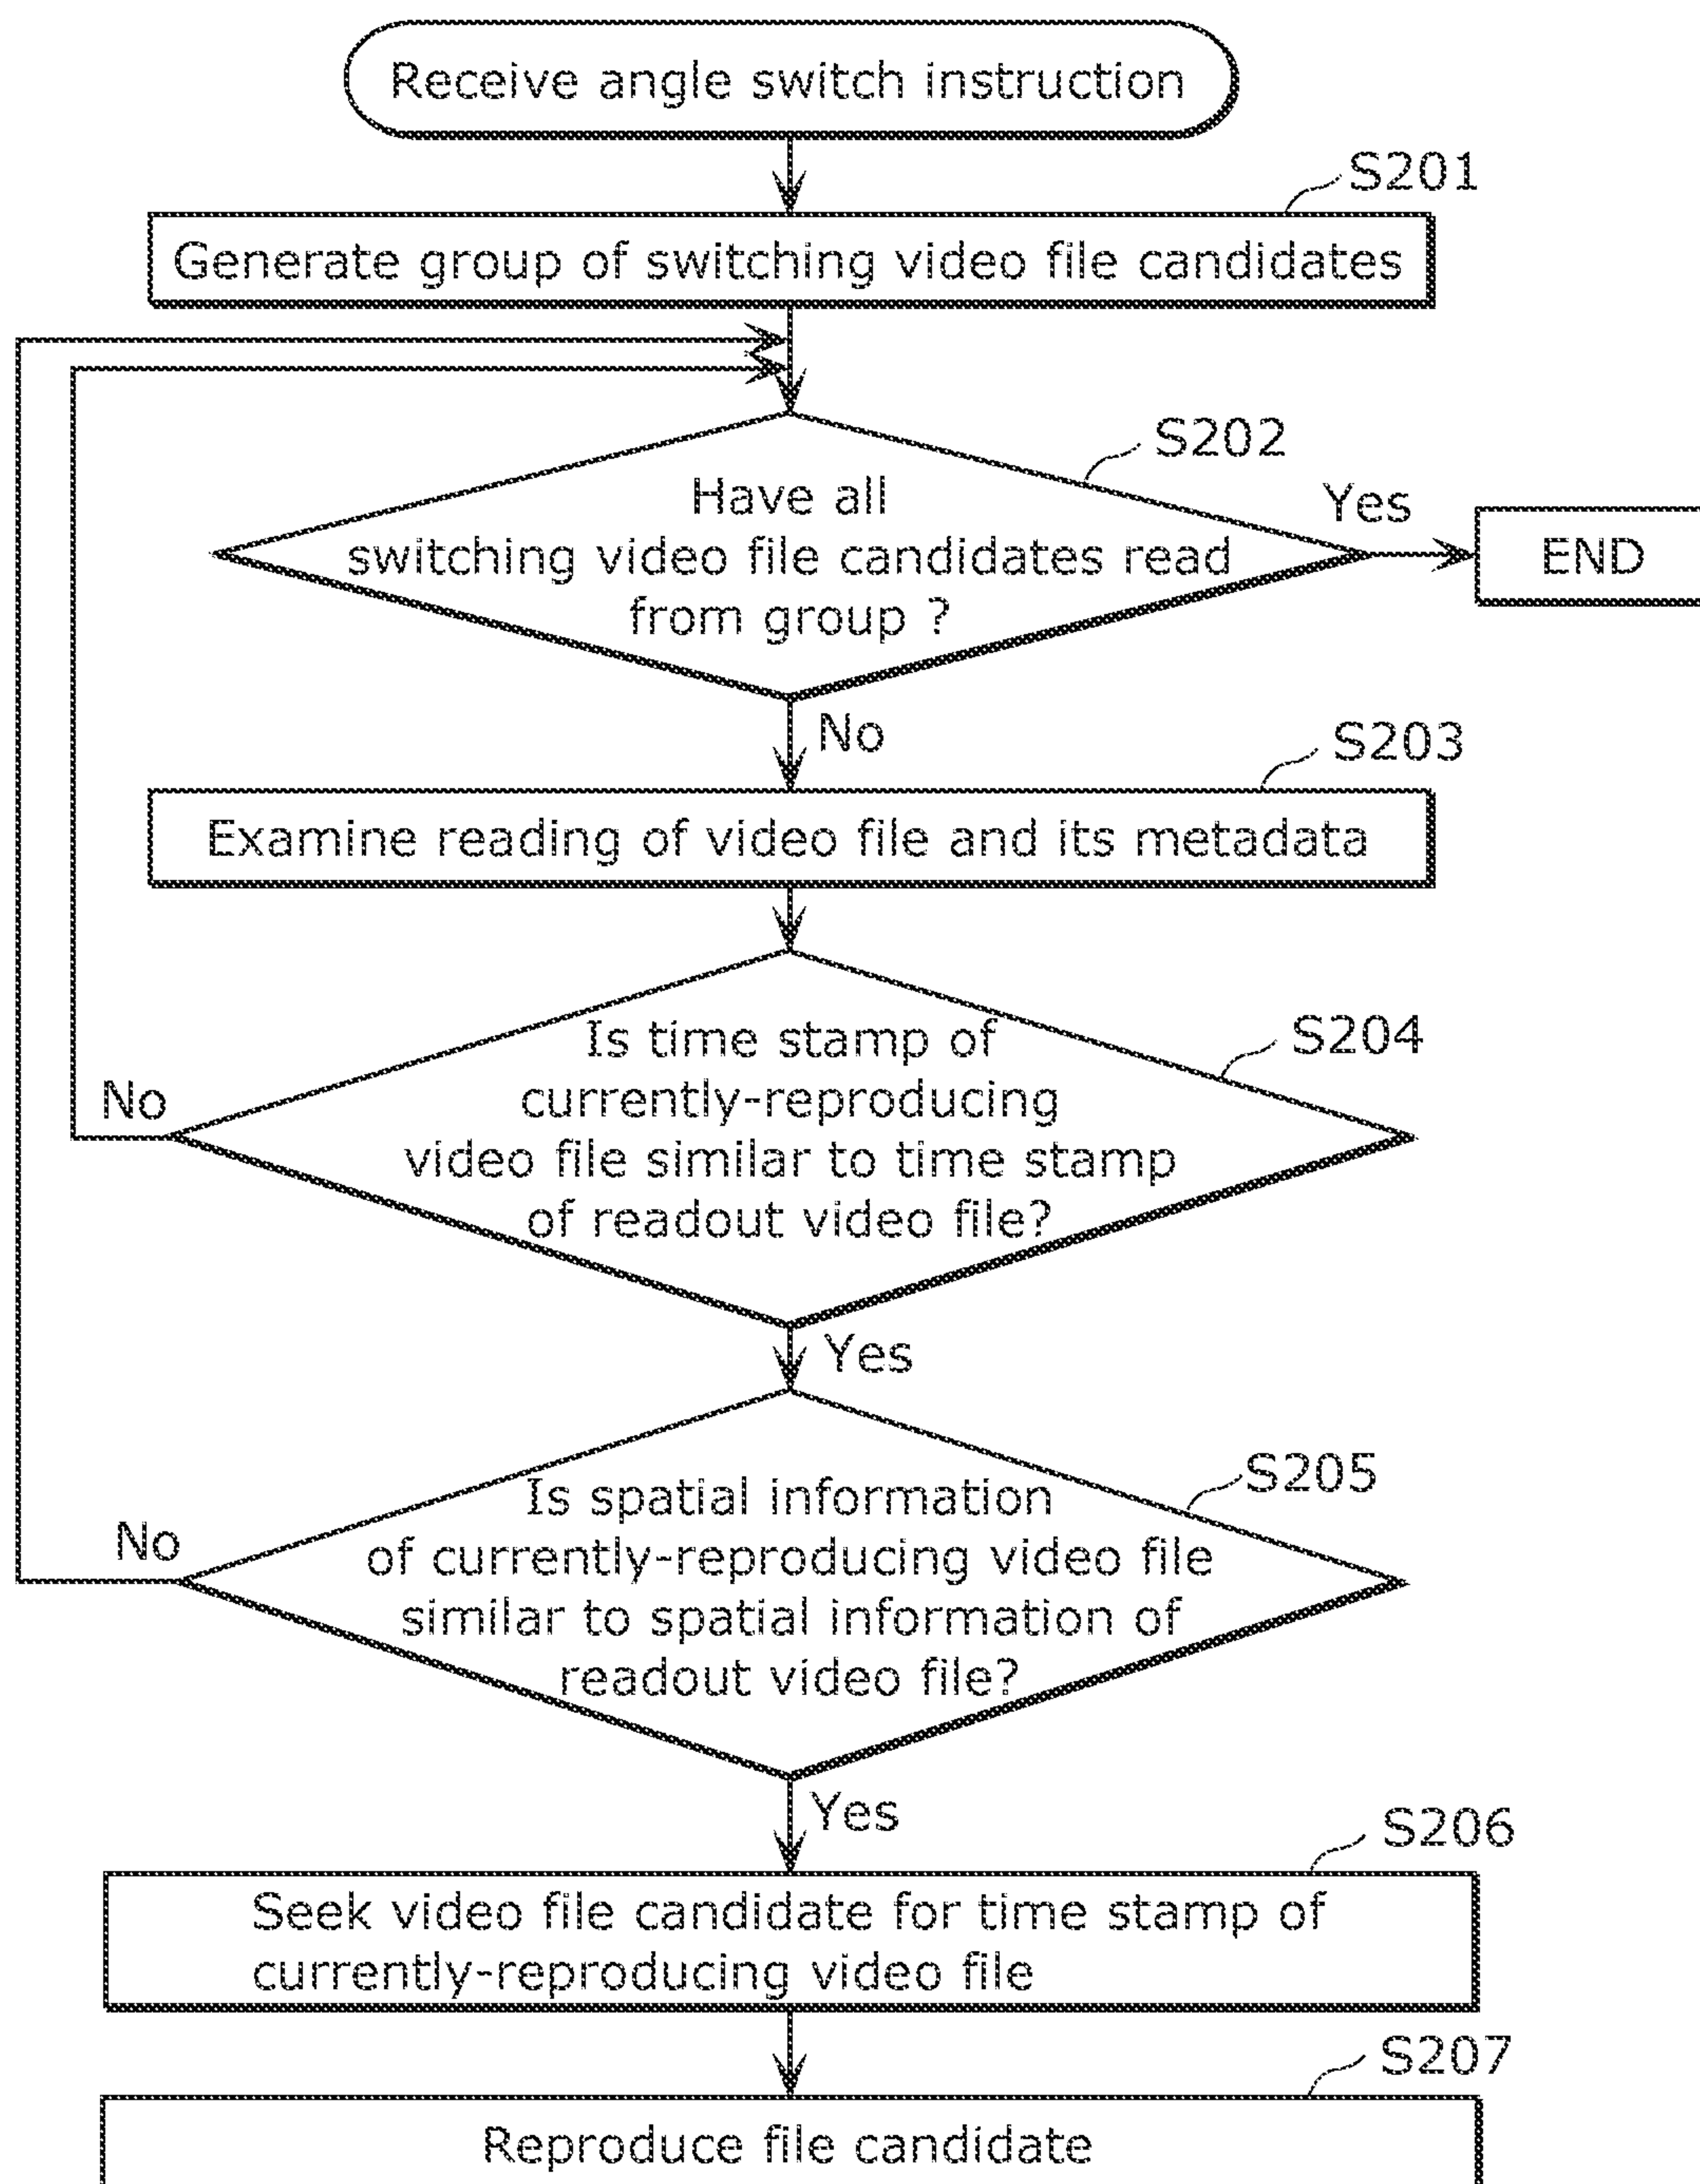 Receive angle switch instruction
S201
Generate group of switching video file candidates
S202
Have all
switching video file candidates read
from group ?
Yes
END
No
S203
Examine reading of video file and its metadata
S204
Is time stamp of
currently-reproducing
video file similar to time stamp
of readout video file?
No
Yes
S205
Is spatial information
of currently-reproducing video file
similar to spatial information of
readout video file?
No
Yes
S206
Seek video file candidate for time stamp of
currently-reproducing video file
S207
Reproduce file candidate